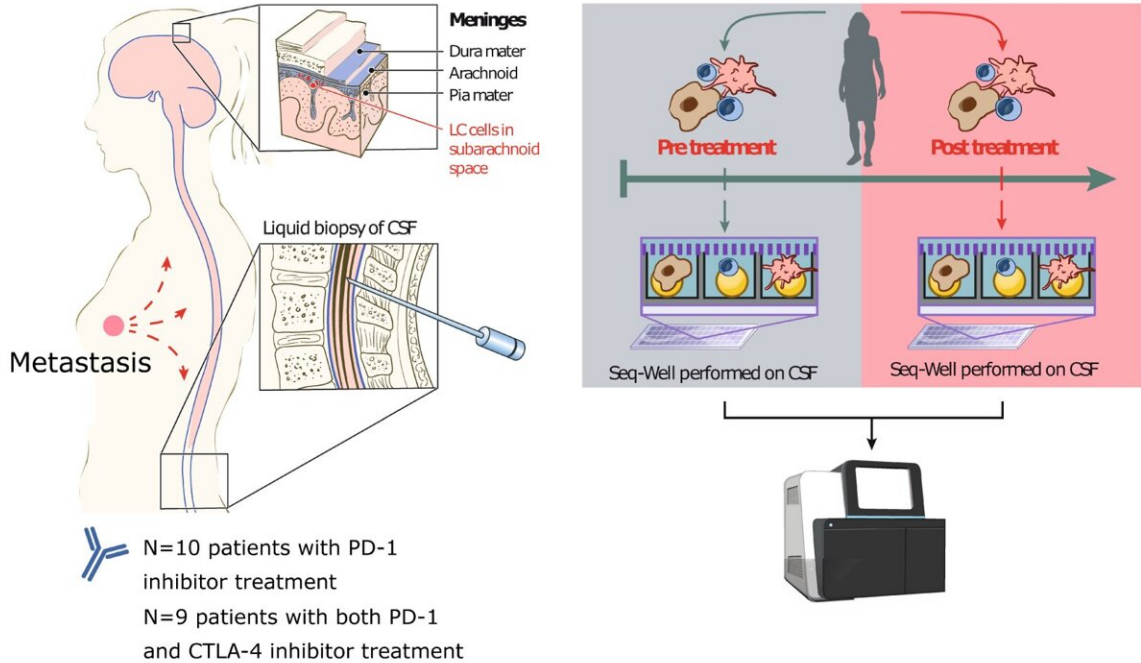 Meninges
Dura mater
Arachnoid
Pia mater
LC cells in
subarachnoid
space
Liquid biopsy of CSF
Metastasis
N=10 patients with PD-1
inhibitor treatment
N=9 patients with both PD-1
and CTLA-4 inhibitor treatment
Pre treatment
Post treatment
Seq-Well performed on CSF
Seq-Well performed on CSF